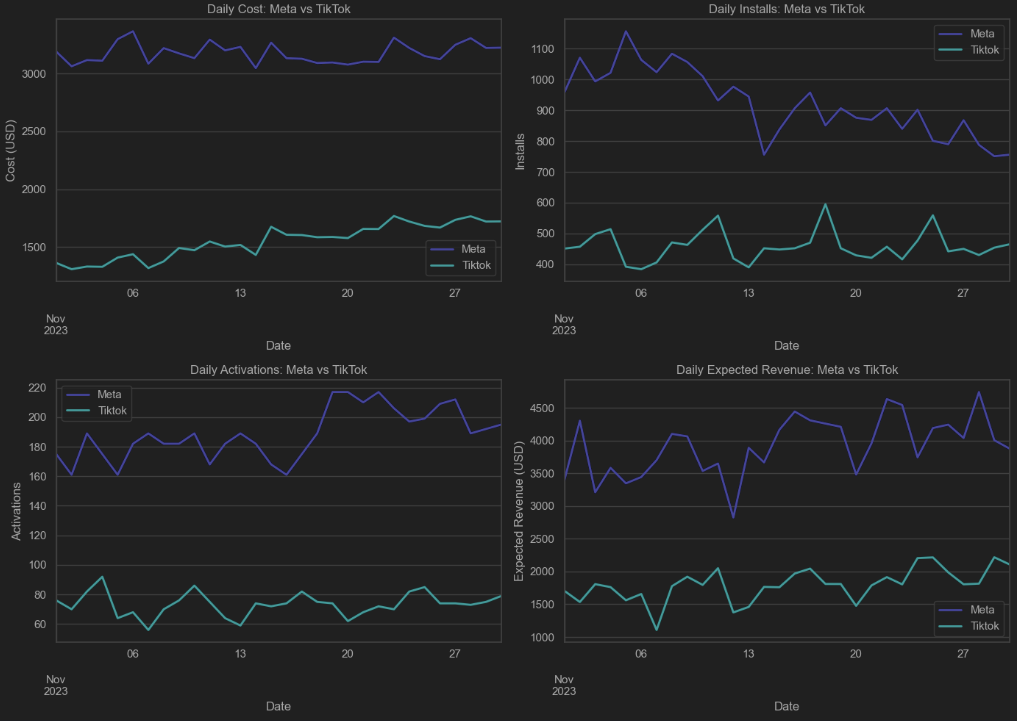 Daily Cost: Meta vs TikTok
Cost (USD)
3000
2500
2000
1500
Meta
Tiktok
06
13
20
27
Nov
2023
Date
Daily Installs: Meta vs TikTok
Installs
1100
1000
900
800
700
600
500
400
Meta
Tiktok
06
13
20
27
Nov
2023
Date
Daily Activations: Meta vs TikTok
Activations
220
200
180
160
140
120
100
80
60
Meta
Tiktok
06
13
20
27
Nov
2023
Date
Daily Expected Revenue: Meta vs TikTok
Expected Revenue (USD)
4500
4000
3500
3000
2500
2000
1500
1000
Meta
Tiktok
06
13
20
27
Nov
2023
Date